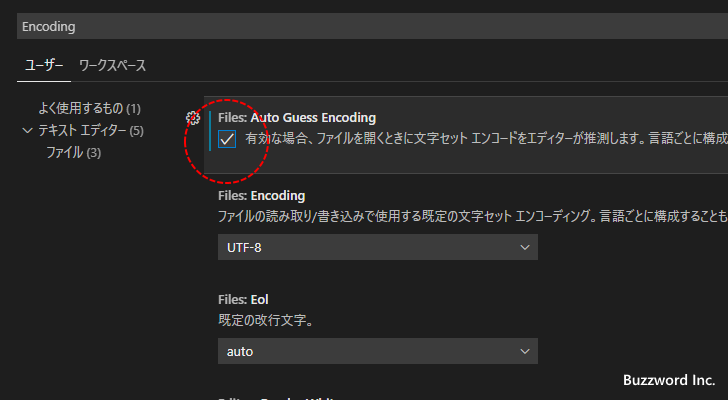 Encoding
ユーザー ワークスペース
よく使用するもの (1)
テキスト エディター (5)
ファイル (3)
Files: Auto Guess Encoding
有効な場合、ファイルを開くときに文字セット エンコードをエディターが推測します。言語ごとに構成
Files: Encoding
ファイルの読み取り/書き込みで使用する既定の文字セット エンコーディング。言語ごとに構成することも
UTF-8
Files: Eol
既定の改行文字。
auto
Buzzword Inc.